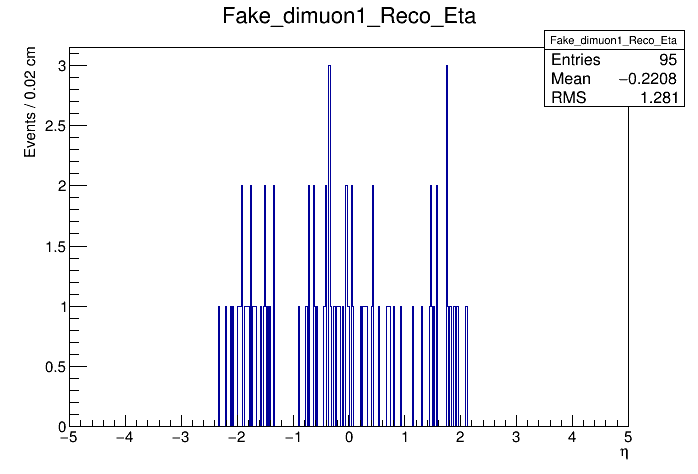 Fake_dimuon1_Reco_Eta
Fake_dimuon1_Reco_Eta
Entries 95
Mean −0.2208
RMS 1.281
Events / 0.02 cm
3
2.5
2
1.5
1
0.5
0
−5 −4 −3 −2 −1 0 1 2 3 4 5
η